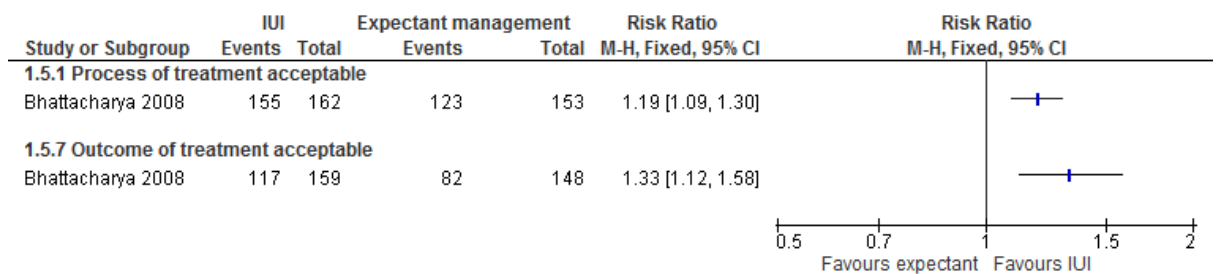 IUI Expectant management Risk Ratio Risk Ratio
Study or Subgroup Events Total Events Total M-H, Fixed, 95% CI M-H, Fixed, 95% CI
1.5.1 Process of treatment acceptable
Bhattacharya 2008 155 162 123 153 1.19 [1.09, 1.30]
1.5.7 Outcome of treatment acceptable
Bhattacharya 2008 117 159 82 148 1.33 [1.12, 1.58]
0.5 0.7 1 1.5 2
Favours expectant Favours IUI